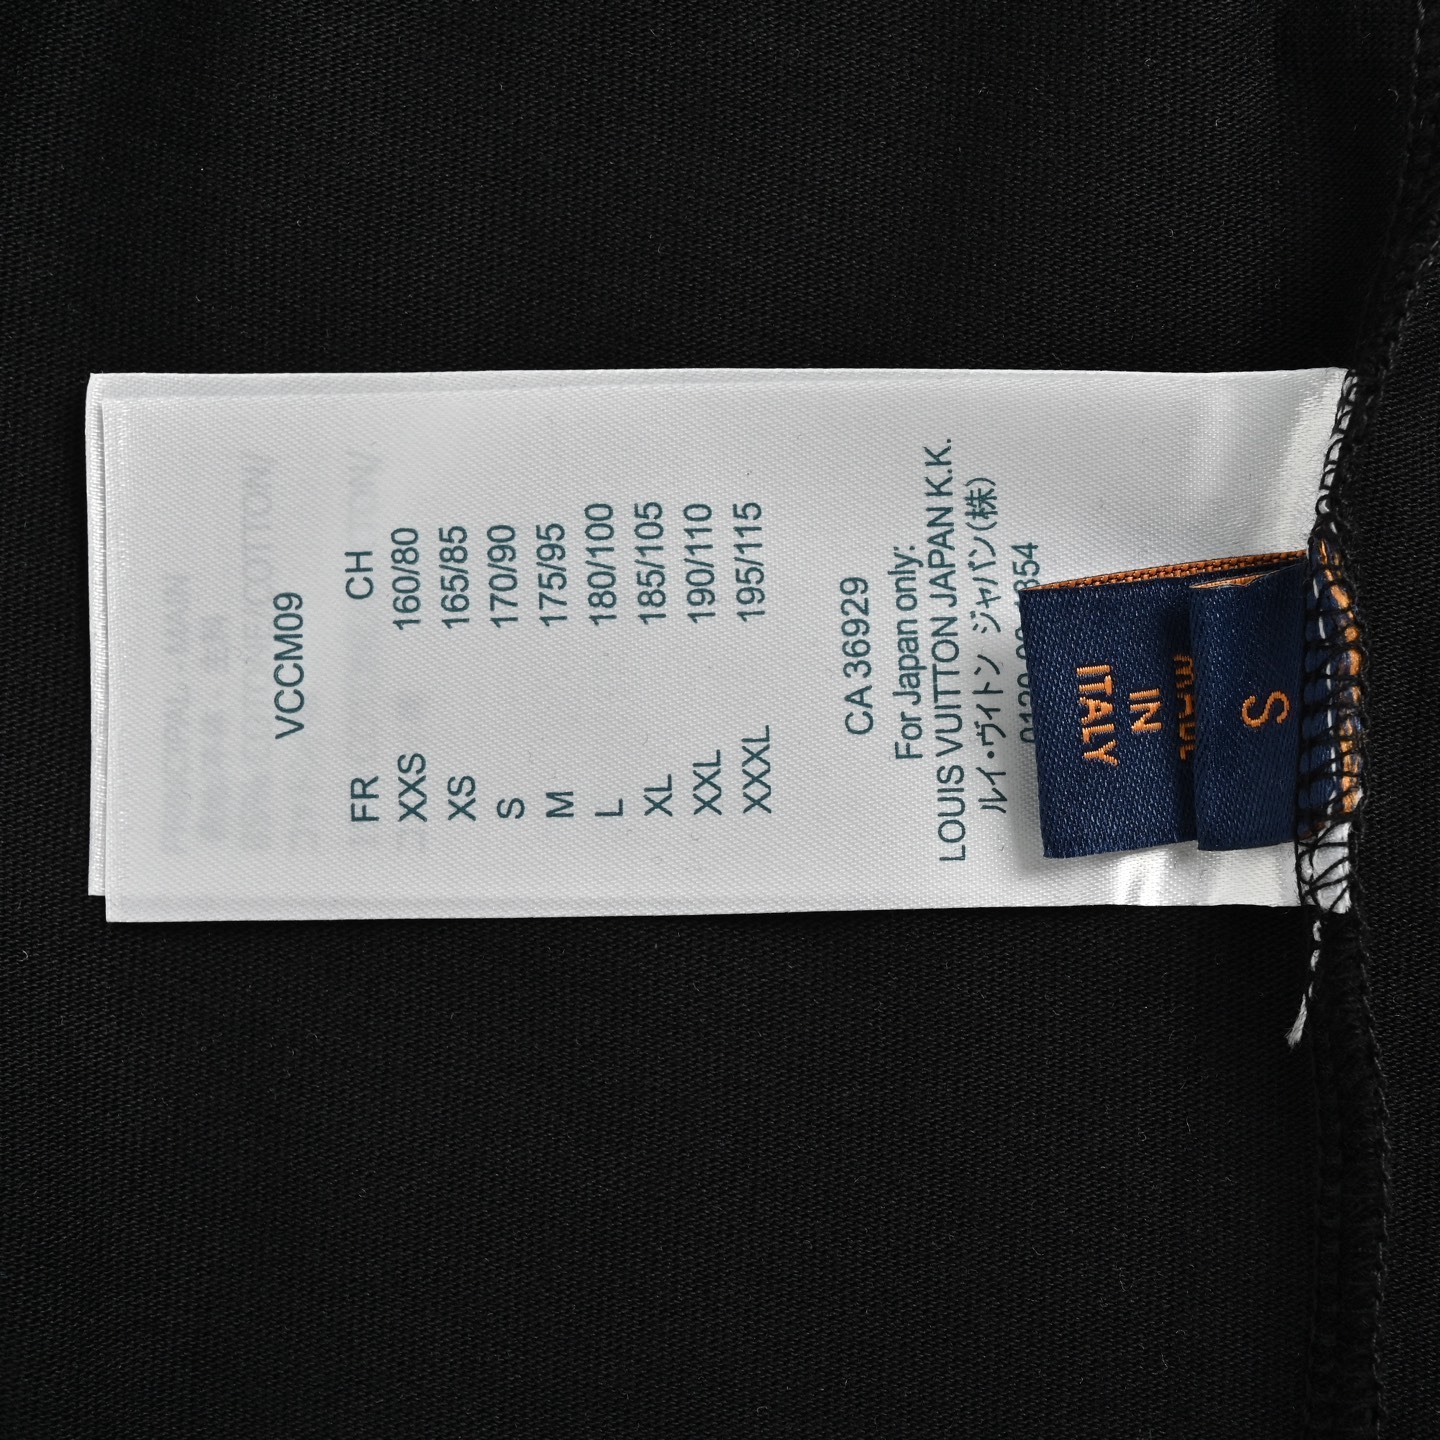 VCCM09
FR CH
XXS 160/80
XS 165/85
S 170/90
M 175/95
L 180/100
XL 185/105
XXL 190/110
XXXL 195/115
CA 36929
For Japan only:
LOUIS VUITTON JAPAN K.K.
ルイ・ヴィトン ジャパン(株)
MADE
IN
ITALY
S